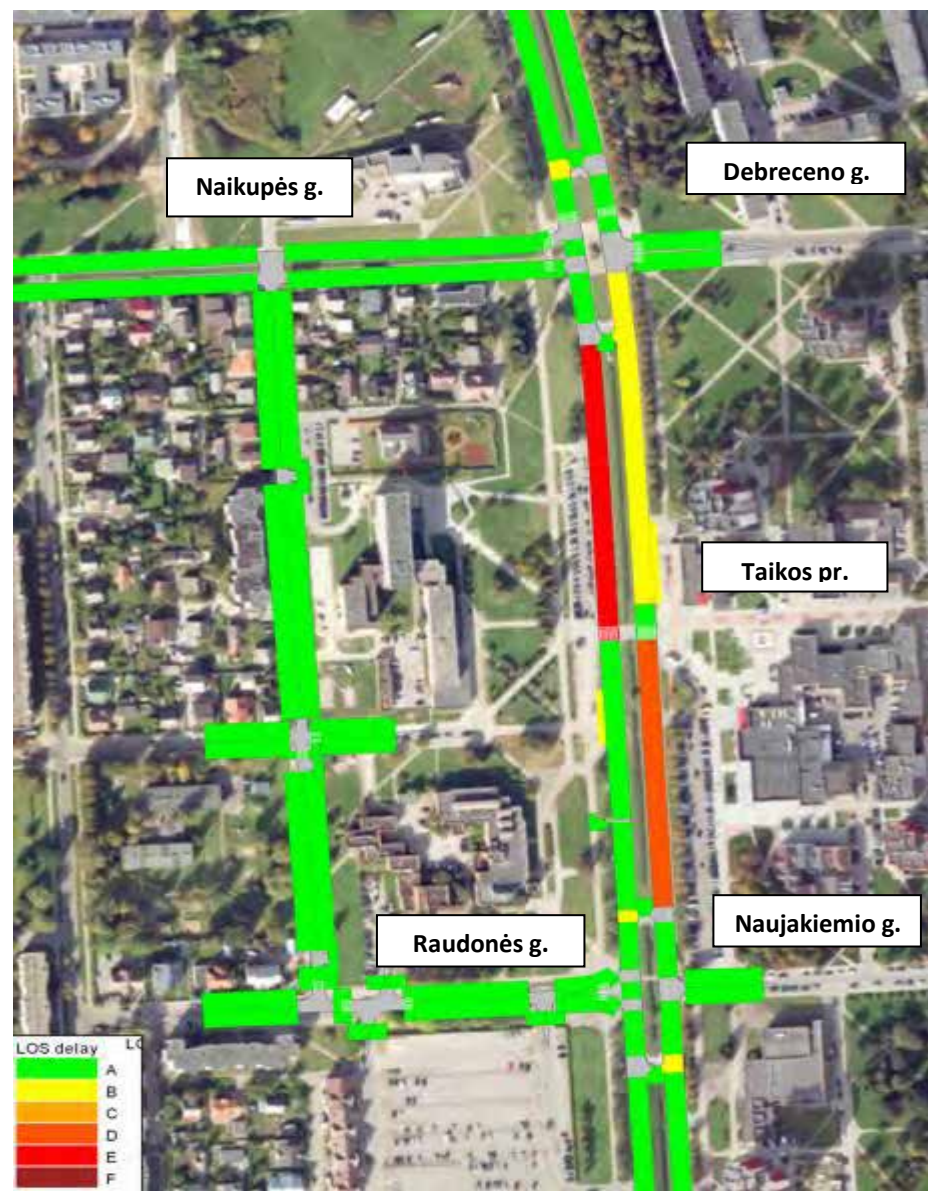 Naikupės g.
Debreceno g.
Taikos pr.
Naujakiemio g.
Raudonės g.
LOS delay
A
B
C
D
E
F